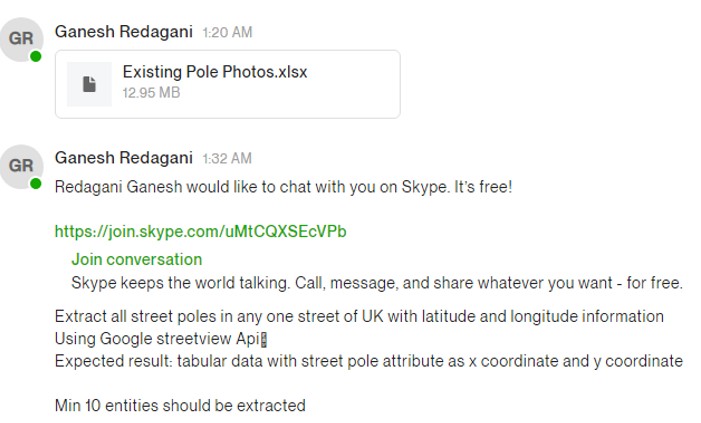 GR
Ganesh Redagani 1:20 AM
Existing Pole Photos.xlsx
12.95 MB
GR
Ganesh Redagani 1:32 AM
Redagani Ganesh would like to chat with you on Skype. It's free!
https://join.skype.com/uMtCQXSEcVPb
Join conversation
Skype keeps the world talking. Call, message, and share whatever you want - for free.
Extract all street poles in any one street of UK with latitude and longitude information
Using Google streetview Api
Expected result: tabular data with street pole attribute as x coordinate and y coordinate
Min 10 entities should be extracted